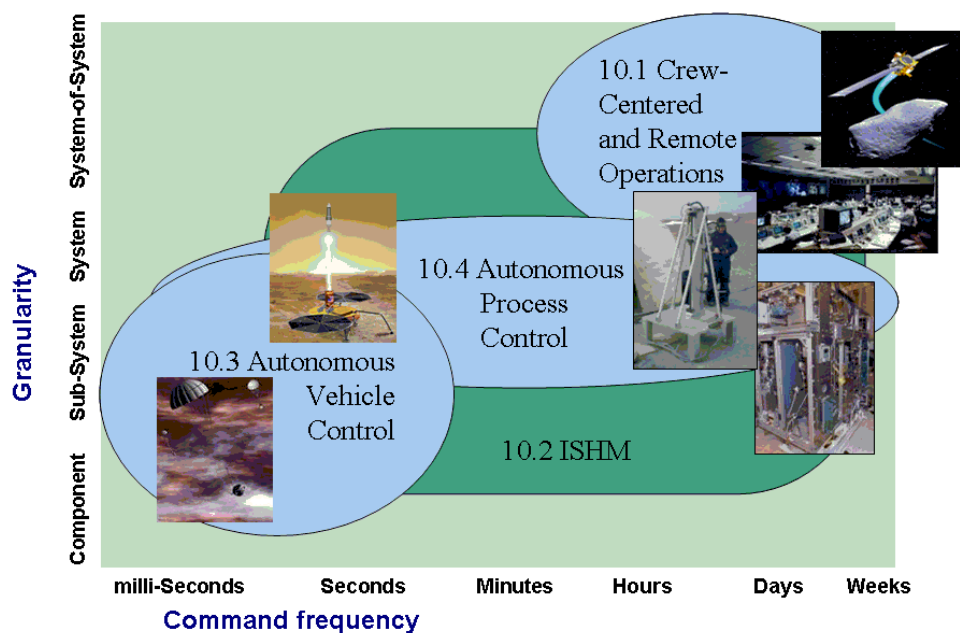 10.1 Crew-
Centered
and Remote
Operations
10.4 Autonomous
Process
Control
10.3 Autonomous
Vehicle
Control
10.2 ISHM
Granularity
System-of-System
System
Sub-System
Component
milli-Seconds Seconds Minutes Hours Days Weeks
Command frequency